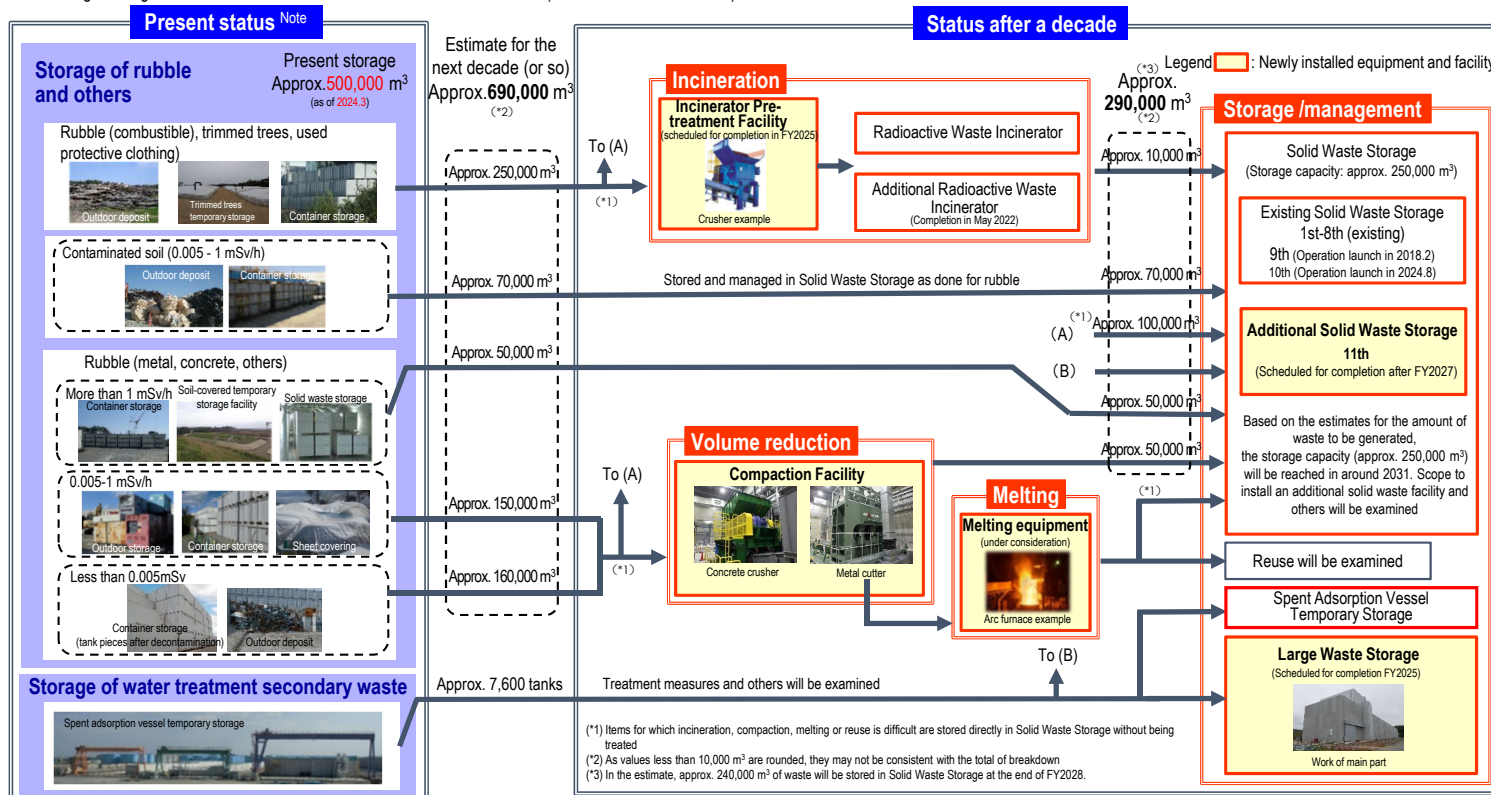 Present status Note
Status after a decade
Storage of rubble
and others
Present storage
Approx.500,000 m³
(as of 2024.3)
Rubble (combustible), trimmed trees, used
protective clothing)
Outdoor deposit
Trimmed trees
temporary storage
Container storage
Contaminated soil (0.005 - 1 mSv/h)
Outdoor deposit
Container storage
Rubble (metal, concrete, others)
More than 1 mSv/h
Container storage
Soil-covered temporary
storage facility
Solid waste storage
0.005-1 mSv/h
Outdoor storage
Container storage
Sheet covering
Less than 0.005mSv
Container storage
(tank pieces after decontamination)
Outdoor deposit
Storage of water treatment secondary waste
Spent adsorption vessel temporary storage
Estimate for the
next decade (or so)
Approx.690,000 m³
(*2)
Approx. 250,000 m³
Approx. 70,000 m³
Approx. 50,000 m³
Approx. 150,000 m³
Approx. 160,000 m³
Approx. 7,600 tanks
To (A)
(*1)
Incineration
Incinerator Pre-
treatment Facility
(scheduled for completion in FY2025)
Crusher example
Radioactive Waste Incinerator
Additional Radioactive Waste
Incinerator
(Completion in May 2022)
Stored and managed in Solid Waste Storage as done for rubble
To (A)
(*1)
Volume reduction
Compaction Facility
Concrete crusher
Metal cutter
Melting
Melting equipment
(under consideration)
Arc furnace example
(*1)
To (B)
Treatment measures and others will be examined
(*3)
Approx.
290,000 m³
(*2)
Approx. 10,000 m³
Approx. 70,000 m³
(A)
(*1)
Approx. 100,000 m³
(B)
Approx. 50,000 m³
Approx. 50,000 m³
Legend
: Newly installed equipment and facility
Storage /management
Solid Waste Storage
(Storage capacity: approx. 250,000 m³)
Existing Solid Waste Storage
1st-8th (existing)
9th (Operation launch in 2018.2)
10th (Operation launch in 2024.8)
Additional Solid Waste Storage
11th
(Scheduled for completion after FY2027)
Based on the estimates for the amount of
waste to be generated,
the storage capacity (approx. 250,000 m³)
will be reached in around 2031. Scope to
install an additional solid waste facility and
others will be examined
Reuse will be examined
Spent Adsorption Vessel
Temporary Storage
Large Waste Storage
(Scheduled for completion FY2025)
Work of main part
(*1) Items for which incineration, compaction, melting or reuse is difficult are stored directly in Solid Waste Storage without being
treated
(*2) As values less than 10,000 m³ are rounded, they may not be consistent with the total of breakdown
(*3) In the estimate, approx. 240,000 m³ of waste will be stored in Solid Waste Storage at the end of FY2028.